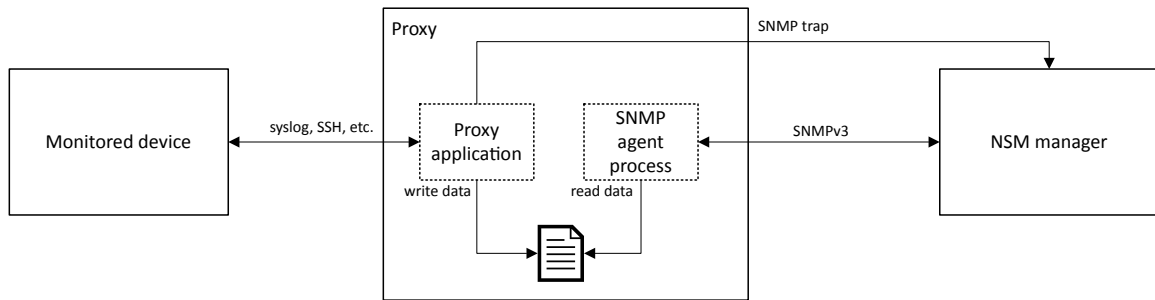 Proxy
SNMP trap
Monitored device
syslog, SSH, etc.
Proxy
application
SNMP
agent
process
SNMPv3
NSM manager
write data
read data